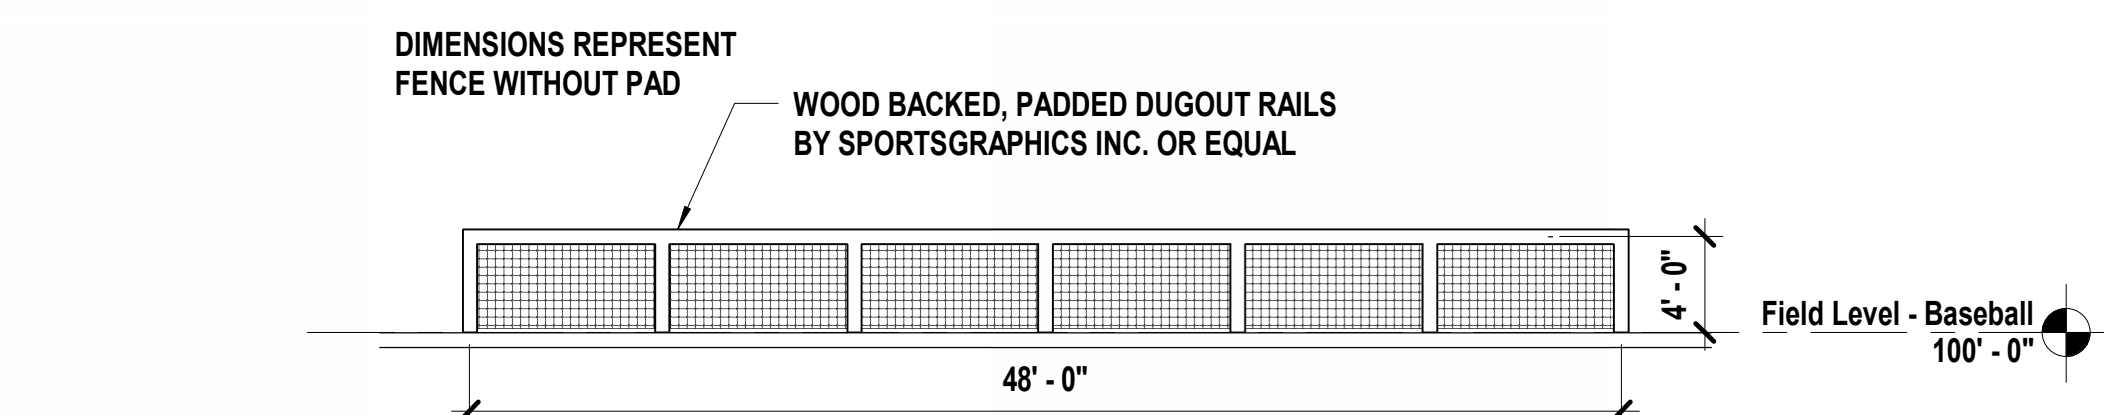 DIMENSIONS REPRESENT
FENCE WITHOUT PAD
WOOD BACKED, PADDED DUGOUT RAILS
BY SPORTSGRAPHICS INC. OR EQUAL
4' - 0"
Field Level - Baseball
100' - 0"
48' - 0"